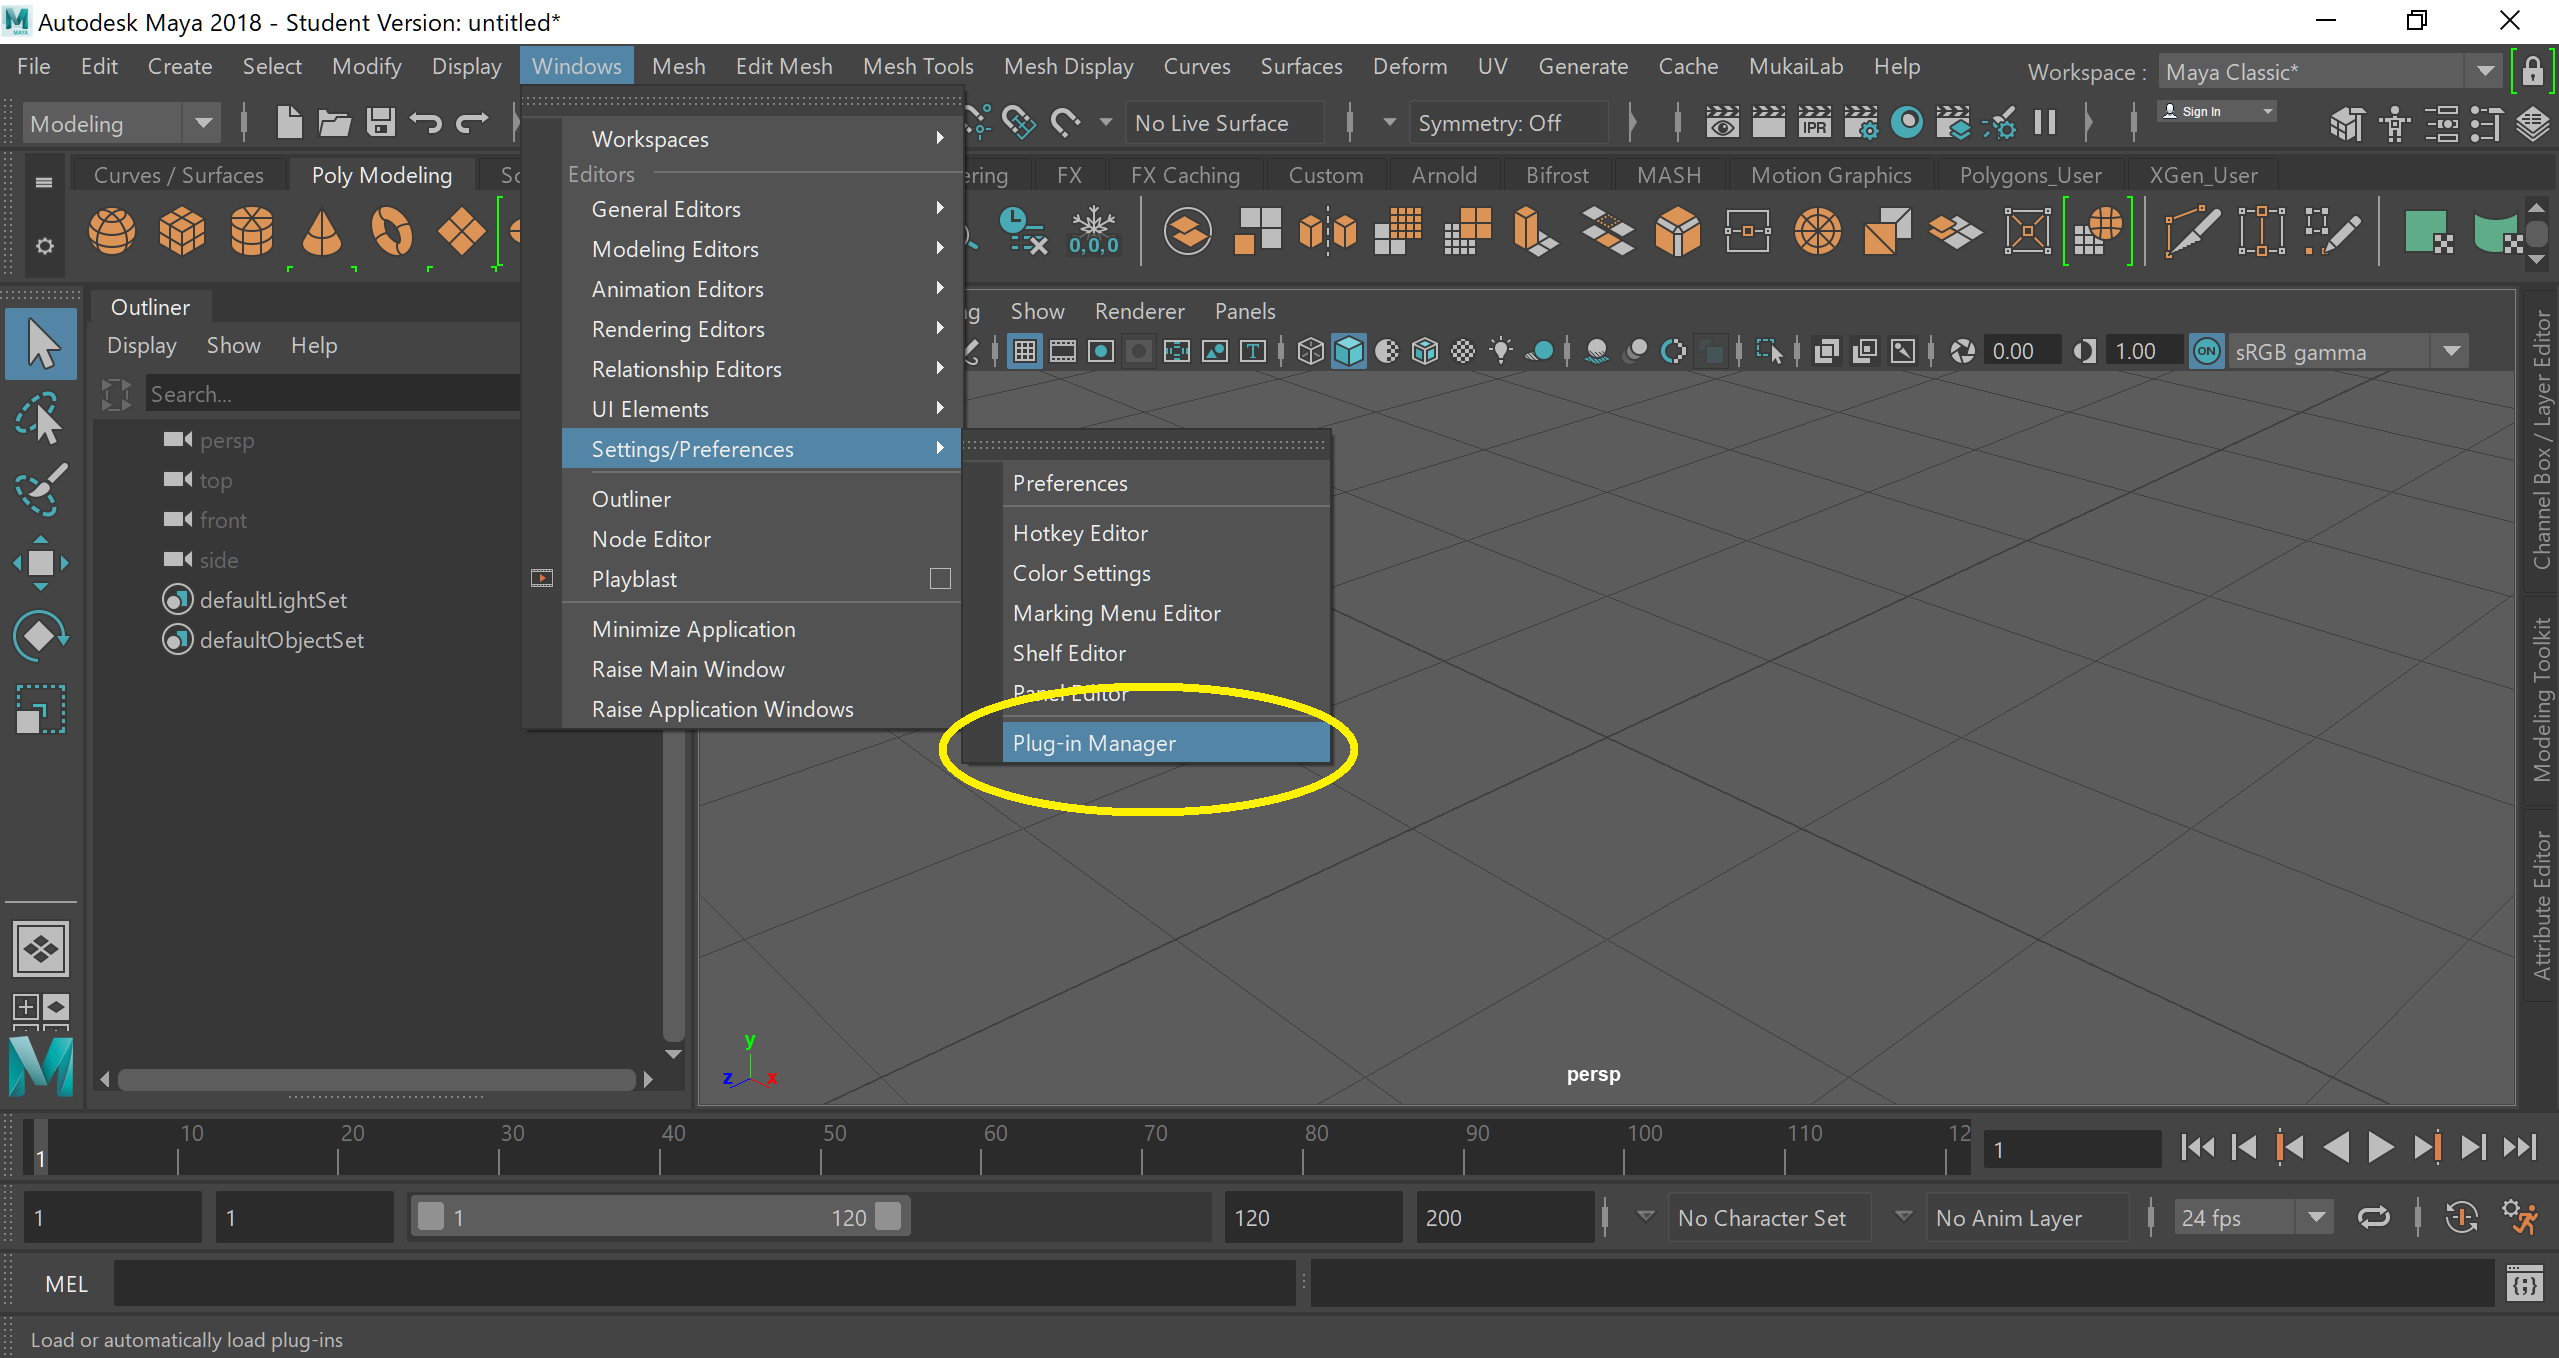 Autodesk Maya 2018 - Student Version: untitled*
File Edit Create Select Modify Display Windows Mesh Edit Mesh Mesh Tools Mesh Display Curves Surfaces Deform UV Generate Cache MukaiLab Help Workspace : Maya Classic*
Modeling No Live Surface Symmetry: Off IPR Sign In
Curves / Surfaces Poly Modeling FX FX Caching Custom Arnold Bifrost MASH Motion Graphics Polygons_User XGen_User
0,0,0
Workspaces
Editors
General Editors
Modeling Editors
Animation Editors
Rendering Editors
Relationship Editors
UI Elements
Settings/Preferences
Outliner
Node Editor
Playblast
Minimize Application
Raise Main Window
Raise Application Windows
Preferences
Hotkey Editor
Color Settings
Marking Menu Editor
Shelf Editor
Panel Editor
Plug-in Manager
Outliner
Display Show Help
Search...
persp
top
front
side
defaultLightSet
defaultObjectSet
Show Renderer Panels
T 0.00 1.00 ON sRGB gamma
Channel Box / Layer Editor
Modeling Toolkit
Attribute Editor
y
z x
persp
1 10 20 30 40 50 60 70 80 90 100 110 12 1
1 1 1 120 120 200 No Character Set No Anim Layer 24 fps
MEL
Load or automatically load plug-ins